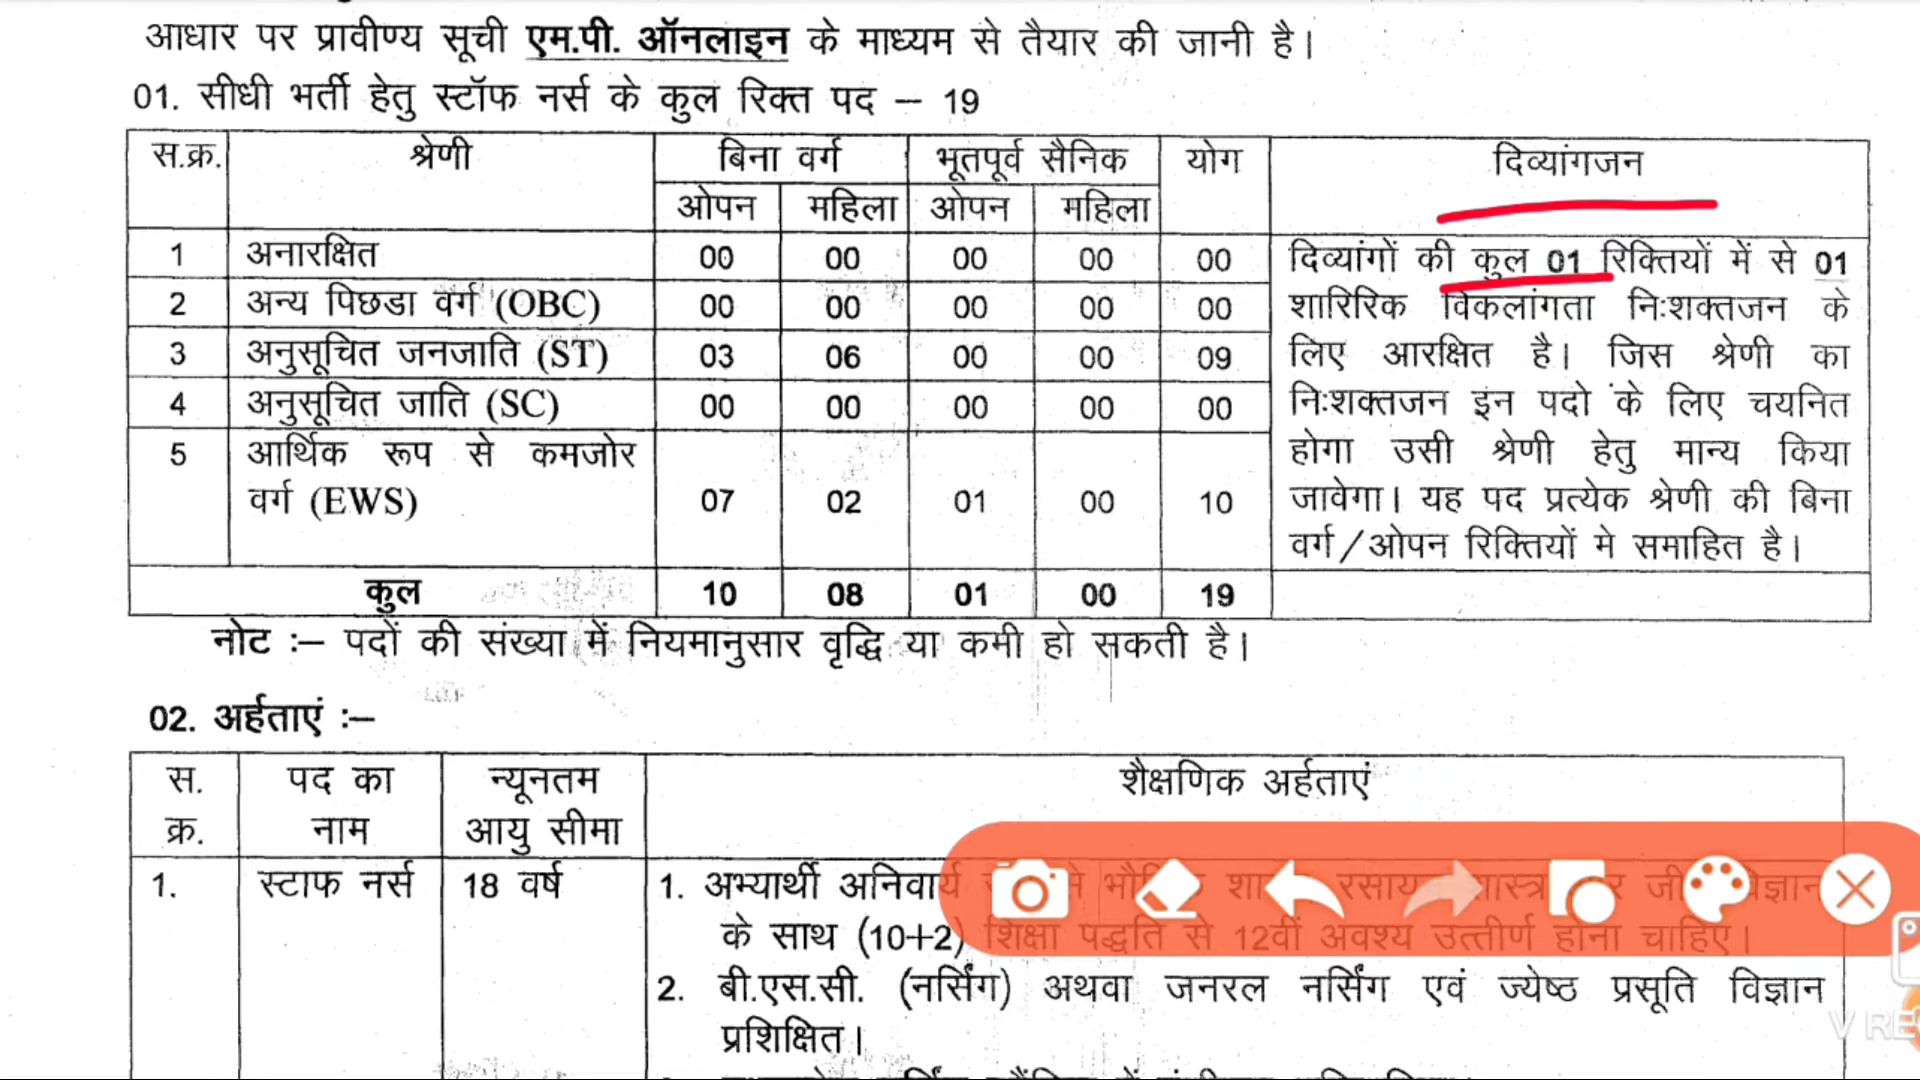 आधार पर प्रावीण्य सूची एम.पी. ऑनलाइन के माध्यम से तैयार की जानी है।
01. सीधी भर्ती हेतु स्टॉफ नर्स के कुल रिक्त पद – 19
स.क्र. श्रेणी बिना वर्ग भूतपूर्व सैनिक योग दिव्यांगजन
ओपन महिला ओपन महिला
1 अनारक्षित 00 00 00 00 00
2 अन्य पिछडा वर्ग (OBC) 00 00 00 00 00
3 अनुसूचित जनजाति (ST) 03 06 00 00 09
4 अनुसूचित जाति (SC) 00 00 00 00 00
5 आर्थिक रूप से कमजोर
वर्ग (EWS) 07 02 01 00 10
दिव्यांगों की कुल 01 रिक्तियों में से 01
शारिरिक विकलांगता निःशक्तजन के
लिए आरक्षित है। जिस श्रेणी का
निःशक्तजन इन पदो के लिए चयनित
होगा उसी श्रेणी हेतु मान्य किया
जावेगा। यह पद प्रत्येक श्रेणी की बिना
वर्ग/ओपन रिक्तियों मे समाहित है।
कुल 10 08 01 00 19
नोट :– पदों की संख्या में नियमानुसार वृद्धि या कमी हो सकती है।
02. अर्हताएं :–
स. पद का न्यूनतम शैक्षणिक अर्हताएं
क्र. नाम आयु सीमा
1. स्टाफ नर्स 18 वर्ष 1. अभ्यार्थी अनिवार्य
के साथ (10+2) शिक्षा पद्धति से 12वीं अवश्य उत्तीर्ण होना चाहिए।
2. बी.एस.सी. (नर्सिंग) अथवा जनरल नर्सिंग एवं ज्येष्ठ प्रसूति विज्ञान
प्रशिक्षित।